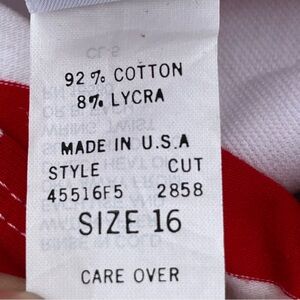 92% COTTON
8% LYCRA
MADE IN U.S.A
STYLE CUT
45516F5 2858
SIZE 16
CARE OVER